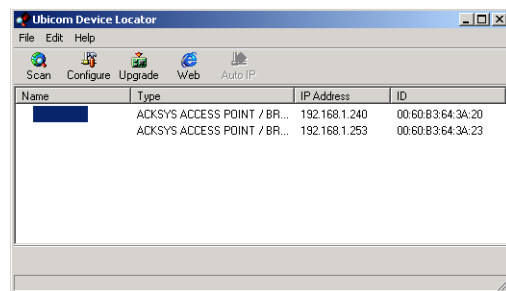 Ubicom Device Locator
File Edit Help
Scan Configure Upgrade Web Auto IP
Name Type IP Address ID
ACKSYS ACCESS POINT / BR... 192.168.1.240 00:60:B3:64:3A:20
ACKSYS ACCESS POINT / BR... 192.168.1.253 00:60:B3:64:3A:23